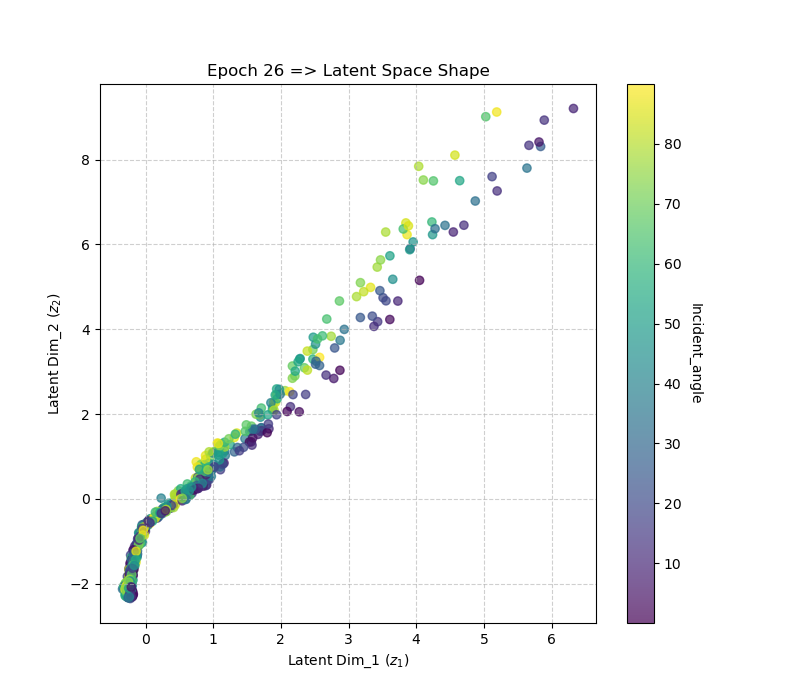 Epoch 26 => Latent Space Shape
Latent Dim_2 (z₂)
8
6
4
2
0
−2
0 1 2 3 4 5 6
Latent Dim_1 (z₁)
80
70
60
50
40
30
20
10
Incident_angle